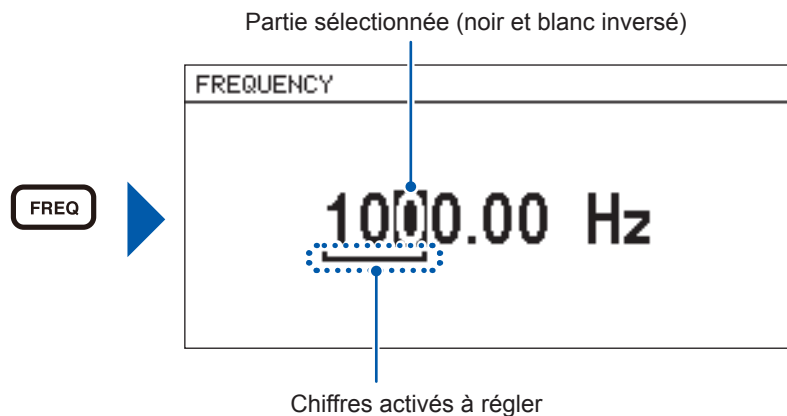 Partie sélectionnée (noir et blanc inversé)
FREQUENCY
FREQ
1000.00 Hz
Chiffres activés à régler